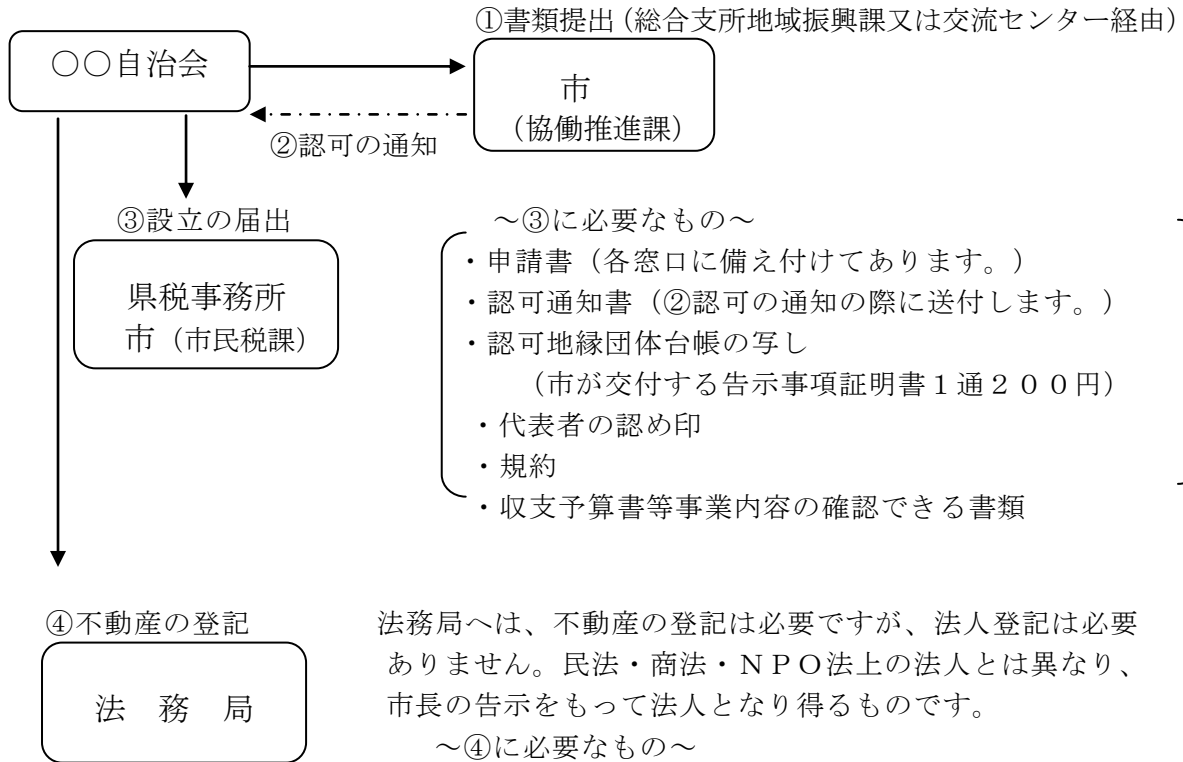 ①書類提出（総合支所地域振興課又は交流センター経由）
〇〇自治会
市
（協働推進課）
②認可の通知
③設立の届出
県税事務所
市（市民税課）
～③に必要なもの～
・申請書（各窓口に備え付けてあります。）
・認可通知書（②認可の通知の際に送付します。）
・認可地縁団体台帳の写し
（市が交付する告示事項証明書１通２００円）
・代表者の認め印
・規約
・収支予算書等事業内容の確認できる書類
④不動産の登記
法　務　局
法務局へは、不動産の登記は必要ですが、法人登記は必要
ありません。民法・商法・ＮＰＯ法上の法人とは異なり、
市長の告示をもって法人となり得るものです。
～④に必要なもの～